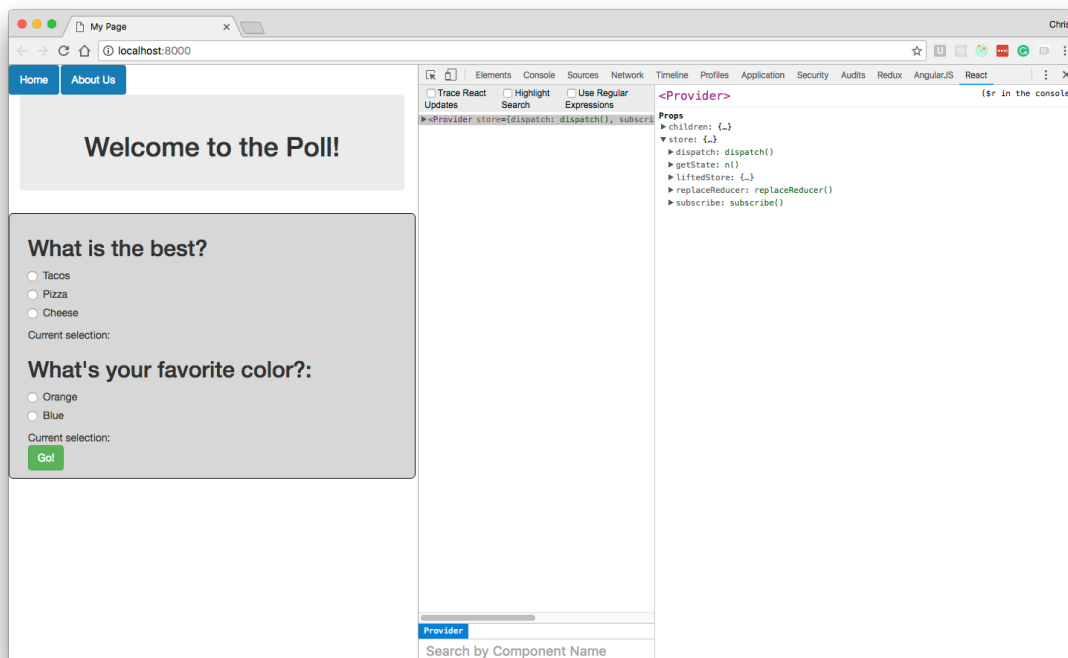 My Page
Chris
localhost:8000
Home
About Us
Welcome to the Poll!
What is the best?
Tacos
Pizza
Cheese
Current selection:
What's your favorite color?:
Orange
Blue
Current selection:
Go!
Elements Console Sources Network Timeline Profiles Application Security Audits Redux AngularJS React
Trace React Updates
Highlight Search
Use Regular Expressions
<Provider store={dispatch: dispatch(), subscri
Provider
Search by Component Name
<Provider>
($r in the console
Props
children: {…}
store: {…}
dispatch: dispatch()
getState: n()
liftedStore: {…}
replaceReducer: replaceReducer()
subscribe: subscribe()